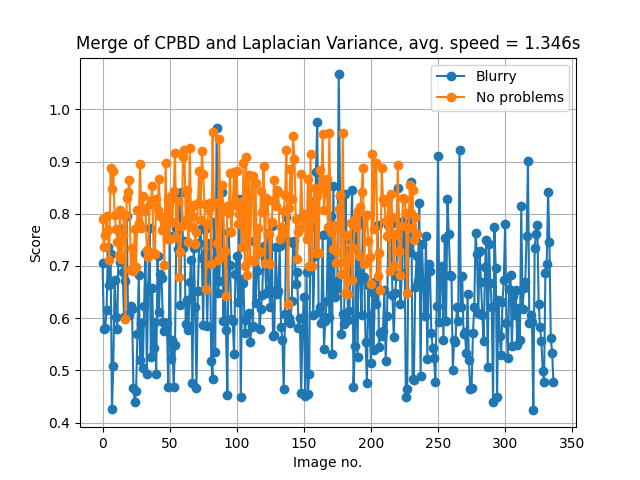 Merge of CPBD and Laplacian Variance, avg. speed = 1.346s
Blurry
No problems
1.0
0.9
0.8
0.7
0.6
0.5
0.4
Score
0 50 100 150 200 250 300 350
Image no.